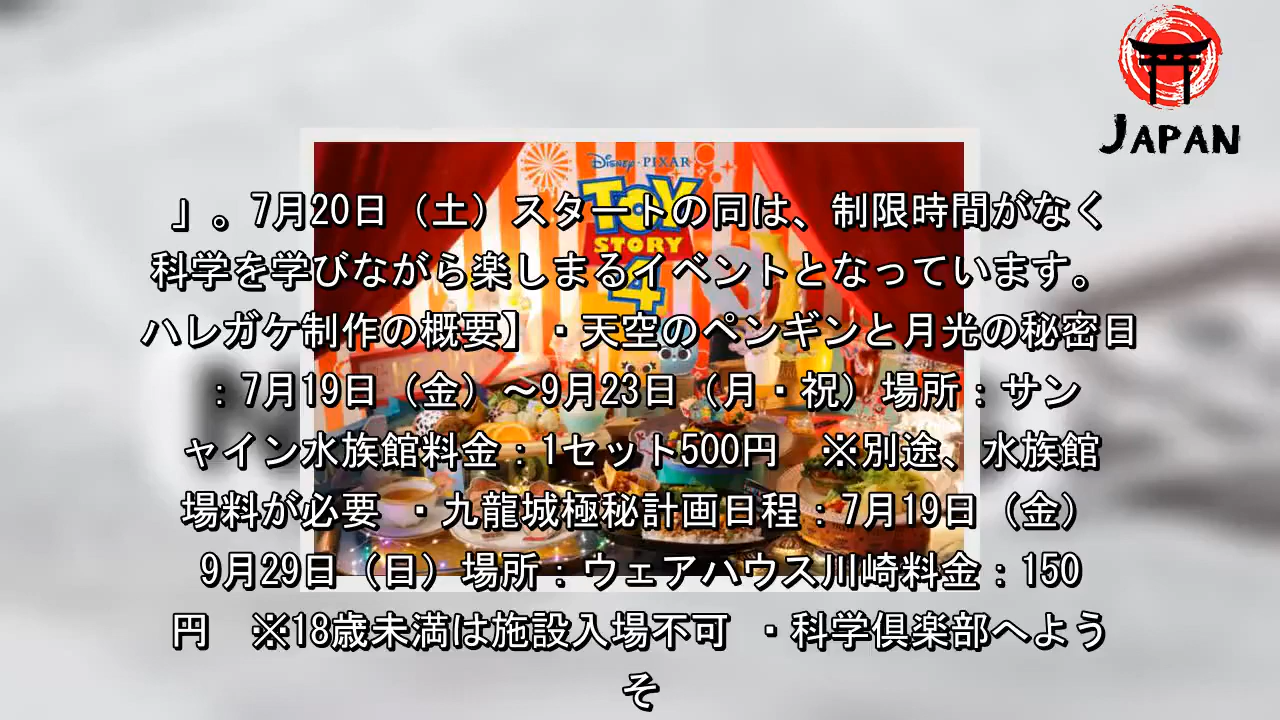 JAPAN
DISNEY・PIXAR
TOY
STORY
4
」。7月20日（土）スタートの同は、制限時間がなく
科学を学びながら楽しまるイベントとなっています。
ハレガケ制作の概要】・天空のペンギンと月光の秘密日
：7月19日（金）～9月23日（月・祝）場所：サン
ャイン水族館料金：1セット500円　※別途、水族館
場料が必要 ・九龍城極秘計画日程：7月19日（金）
9月29日（日）場所：ウェアハウス川崎料金：150
円　※18歳未満は施設入場不可 ・科学倶楽部へよう
そ